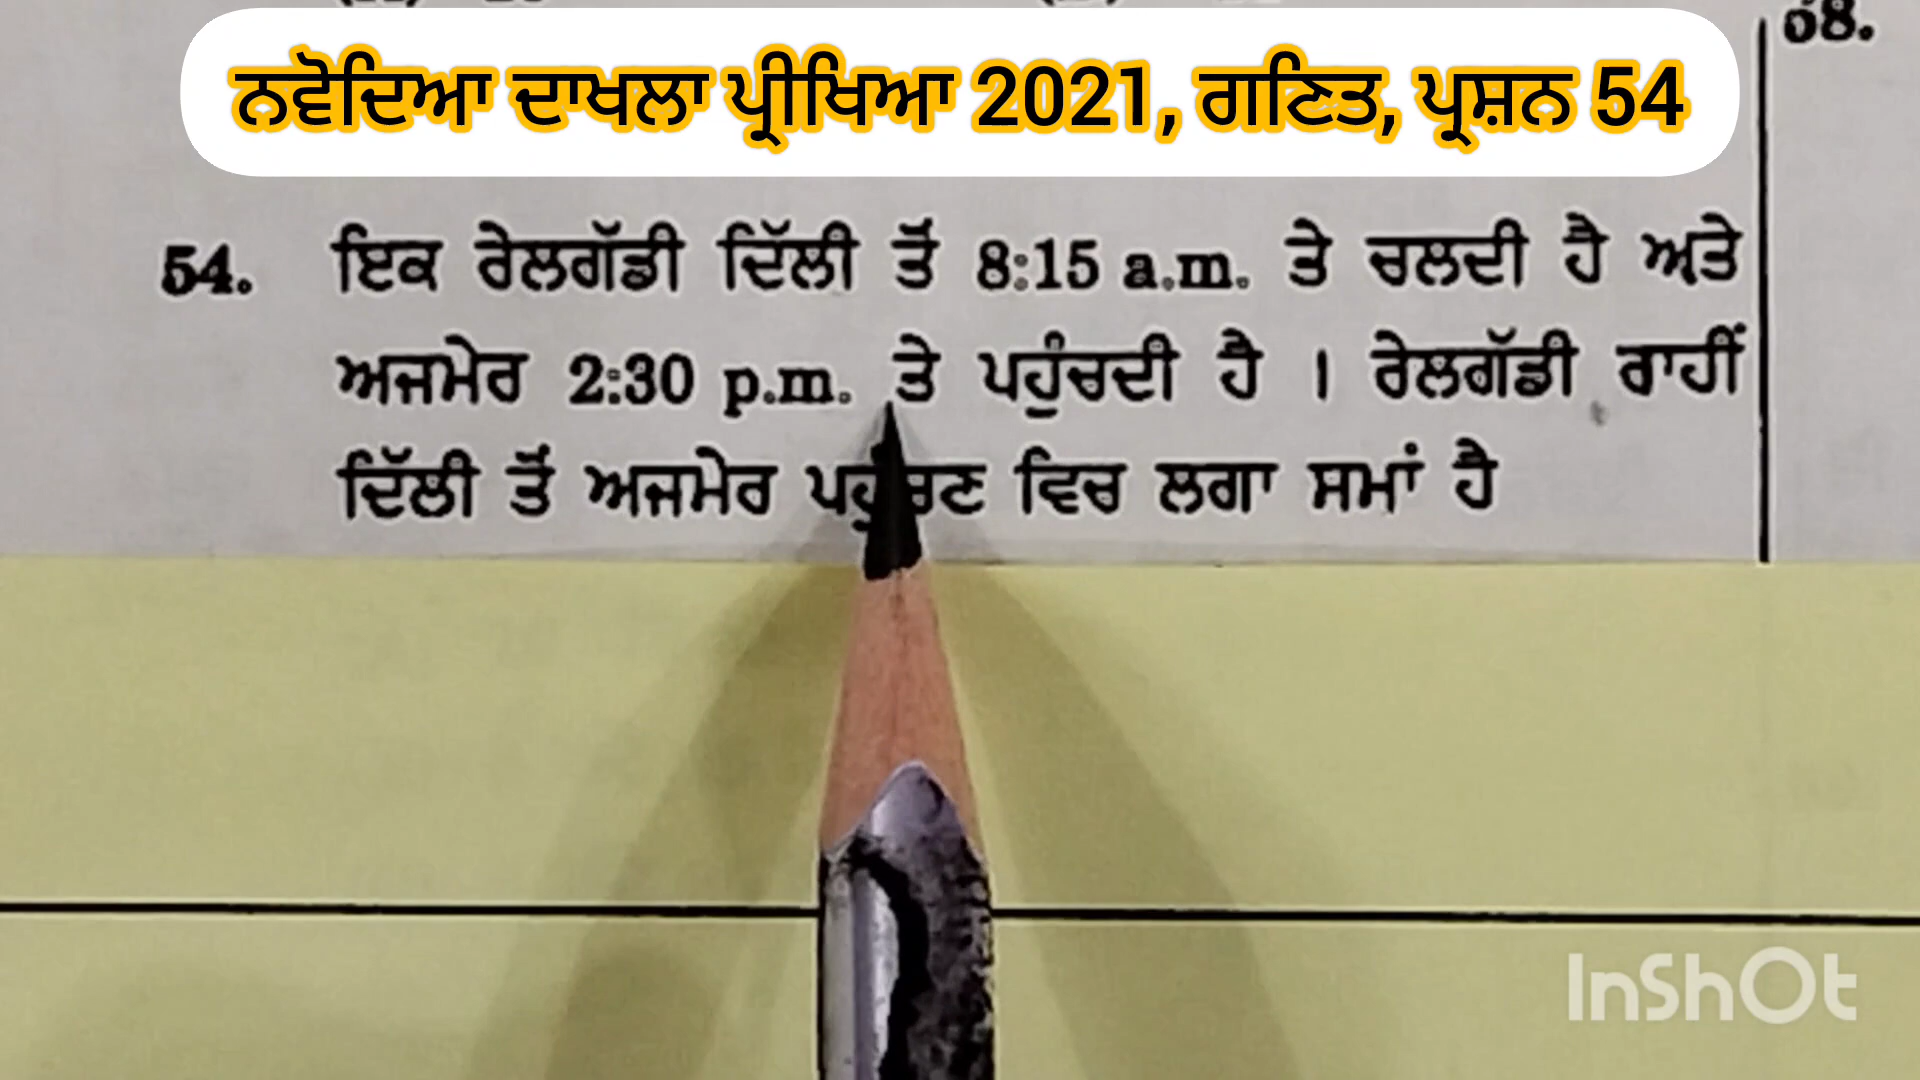 ਨਵੋਦਿਆ ਦਾਖਲਾ ਪ੍ਰੀਖਿਆ 2021, ਗਣਿਤ, ਪ੍ਰਸ਼ਨ 54
54. ਇਕ ਰੇਲਗੱਡੀ ਦਿੱਲੀ ਤੋਂ 8:15 a.m. ਤੇ ਚਲਦੀ ਹੈ ਅਤੇ
ਅਜਮੇਰ 2:30 p.m. ਤੇ ਪਹੁੰਚਦੀ ਹੈ । ਰੇਲਗੱਡੀ ਰਾਹੀਂ
ਦਿੱਲੀ ਤੋਂ ਅਜਮੇਰ ਵਿਚ ਲਗਾ ਸਮਾਂ ਹੈ
InShOt